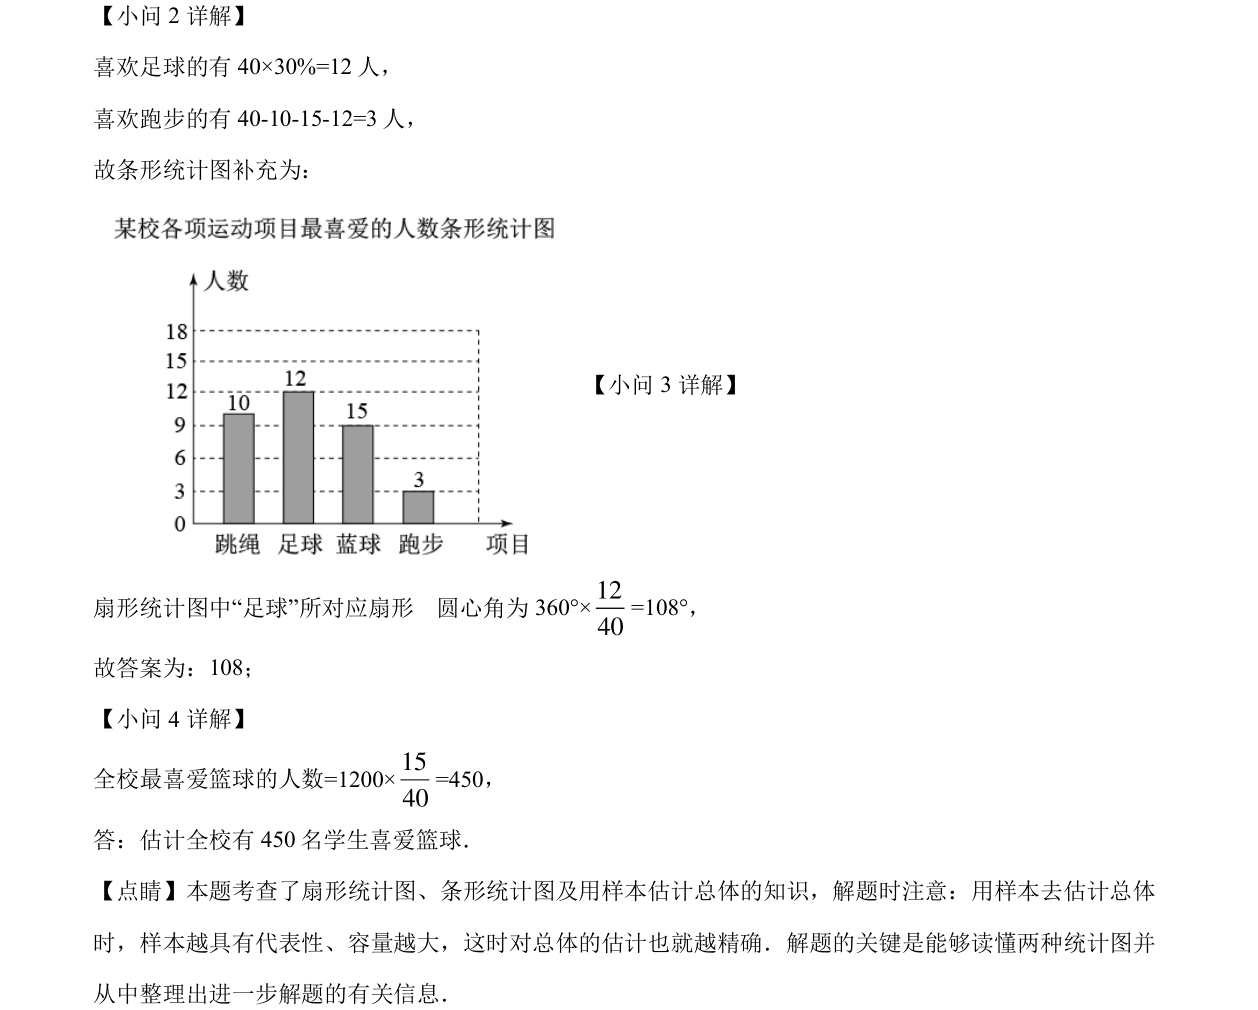 【小问 2 详解】
喜欢足球的有 40×30%=12 人，
喜欢跑步的有 40-10-15-12=3 人，
故条形统计图补充为：
某校各项运动项目最喜爱的人数条形统计图
人数
18
15
12
9
6
3
0
10
12
15
3
跳绳 足球 蓝球 跑步 项目
【小问 3 详解】
扇形统计图中“足球”所对应扇形 圆心角为 360°×12/40=108°，
故答案为：108；
【小问 4 详解】
全校最喜爱篮球的人数=1200×15/40=450，
答：估计全校有 450 名学生喜爱篮球．
【点睛】本题考查了扇形统计图、条形统计图及用样本估计总体的知识，解题时注意：用样本去估计总体
时，样本越具有代表性、容量越大，这时对总体的估计也就越精确．解题的关键是能够读懂两种统计图并
从中整理出进一步解题的有关信息．